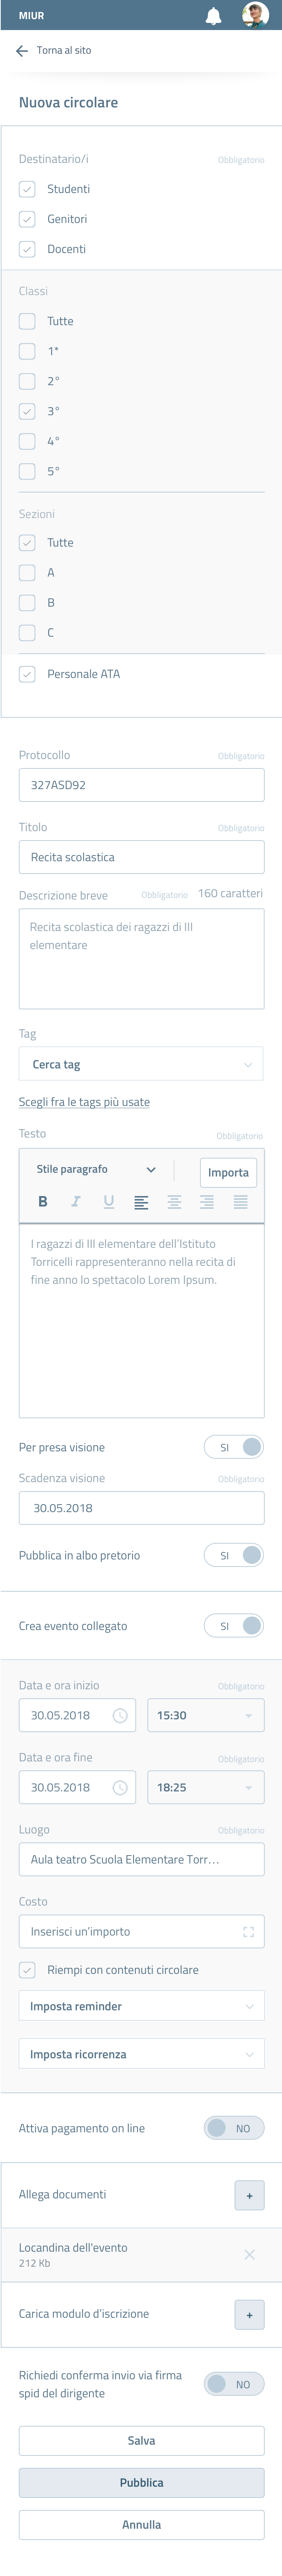 MIUR
Torna al sito
Nuova circolare
Destinatario/i Obbligatorio
Studenti
Genitori
Docenti
Classi
Tutte
1*
2°
3°
4°
5°
Sezioni
Tutte
A
B
C
Personale ATA
Protocollo Obbligatorio
327ASD92
Titolo Obbligatorio
Recita scolastica
Descrizione breve Obbligatorio 160 caratteri
Recita scolastica dei ragazzi di III
elementare
Tag
Cerca tag
Scegli fra le tags più usate
Testo Obbligatorio
Stile paragrafo Importa
B I U
I ragazzi di III elementare dell'Istituto
Torricelli rappresenteranno nella recita di
fine anno lo spettacolo Lorem Ipsum.
Per presa visione SI
Scadenza visione Obbligatorio
30.05.2018
Pubblica in albo pretorio SI
Crea evento collegato SI
Data e ora inizio Obbligatorio
30.05.2018 15:30
Data e ora fine Obbligatorio
30.05.2018 18:25
Luogo Obbligatorio
Aula teatro Scuola Elementare Torr...
Costo
Inserisci un'importo
Riempi con contenuti circolare
Imposta reminder
Imposta ricorrenza
Attiva pagamento on line NO
Allega documenti +
Locandina dell'evento
212 Kb
Carica modulo d'iscrizione +
Richiedi conferma invio via firma
spid del dirigente NO
Salva
Pubblica
Annulla